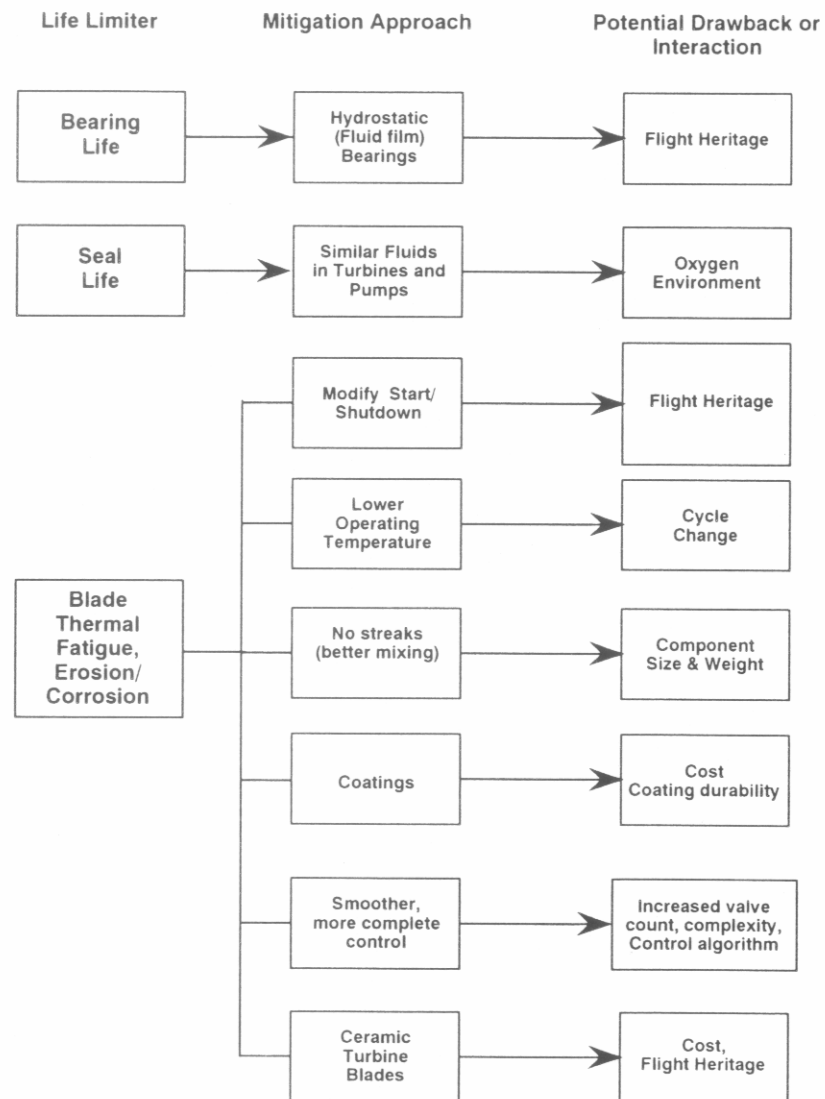 Life Limiter
Mitigation Approach
Potential Drawback or
Interaction
Bearing
Life
Hydrostatic
(Fluid film)
Bearings
Flight Heritage
Seal
Life
Similar Fluids
in Turbines and
Pumps
Oxygen
Environment
Blade
Thermal
Fatigue,
Erosion/
Corrosion
Modify Start/
Shutdown
Flight Heritage
Lower
Operating
Temperature
Cycle
Change
No streaks
(better mixing)
Component
Size & Weight
Coatings
Cost
Coating durability
Smoother,
more complete
control
Increased valve
count, complexity,
Control algorithm
Ceramic
Turbine
Blades
Cost,
Flight Heritage